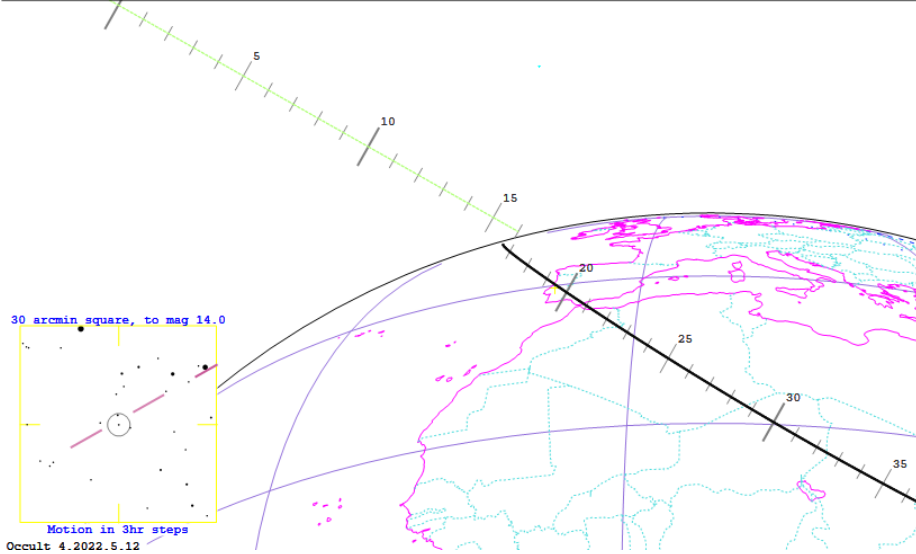 5
10
15
20
25
30
35
30 arcmin square, to mag 14.0
Motion in 3hr steps
Occult 4.2022.5.12